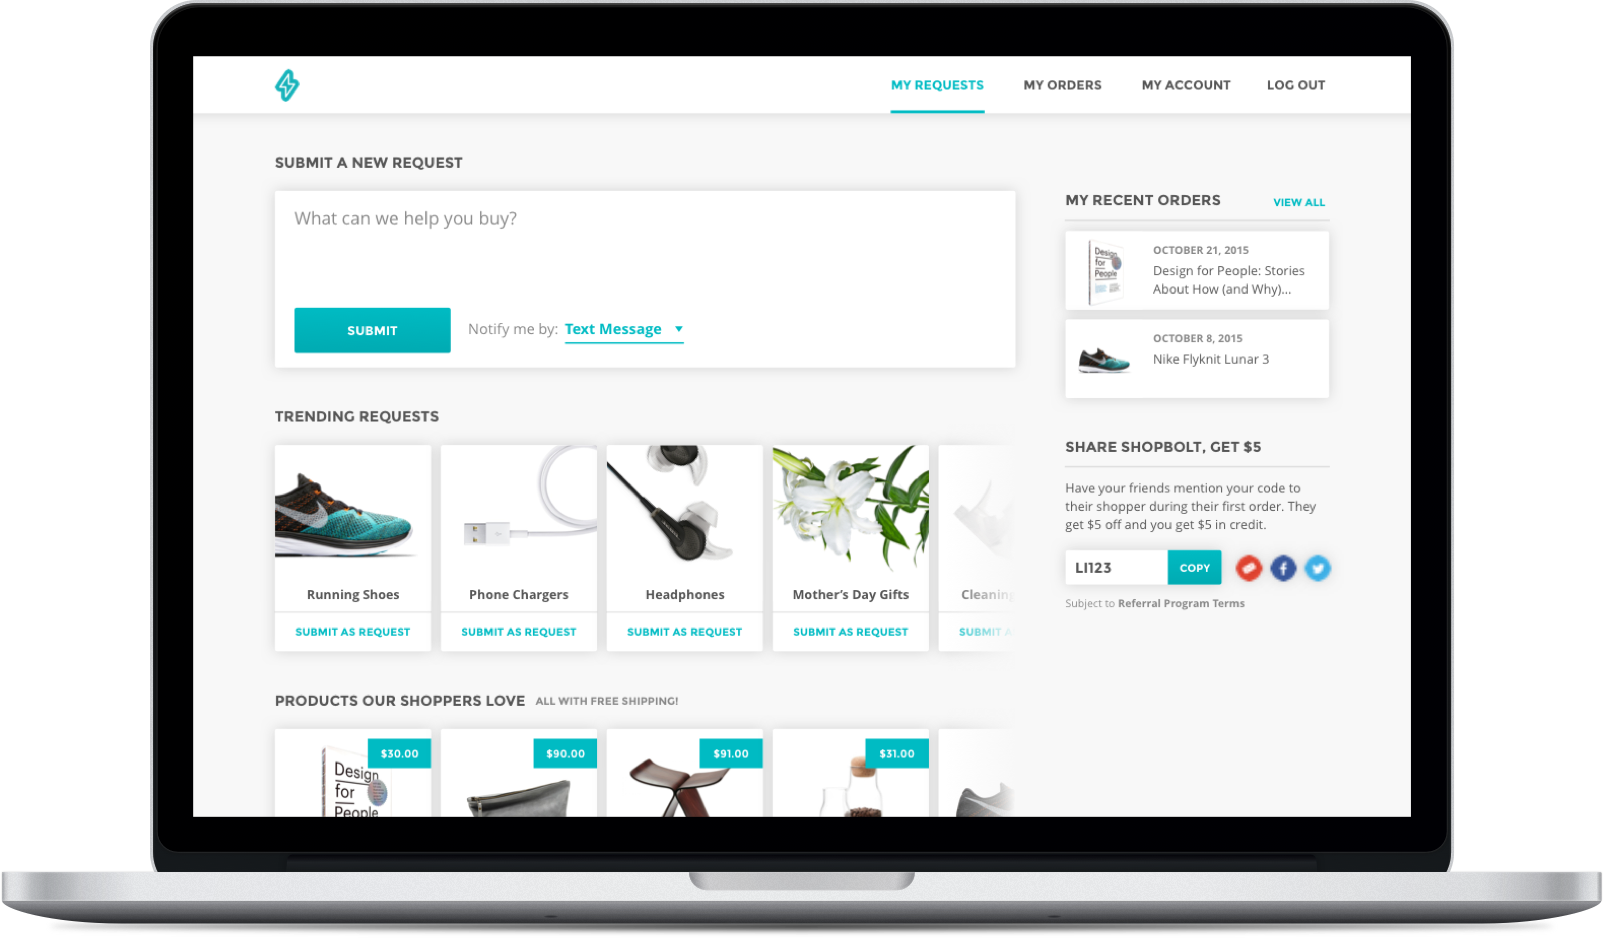 MY REQUESTS
MY ORDERS
MY ACCOUNT
LOG OUT
SUBMIT A NEW REQUEST
What can we help you buy?
SUBMIT
Notify me by: Text Message
TRENDING REQUESTS
Running Shoes
SUBMIT AS REQUEST
Phone Chargers
SUBMIT AS REQUEST
Headphones
SUBMIT AS REQUEST
Mother's Day Gifts
SUBMIT AS REQUEST
Cleaning
SUBMIT A
PRODUCTS OUR SHOPPERS LOVE ALL WITH FREE SHIPPING!
$30.00
Design
for
People
$90.00
$91.00
$31.00
MY RECENT ORDERS
VIEW ALL
Design
for
People
OCTOBER 21, 2015
Design for People: Stories
About How (and Why)...
OCTOBER 8, 2015
Nike Flyknit Lunar 3
SHARE SHOPBOLT, GET $5
Have your friends mention your code to
their shopper during their first order. They
get $5 off and you get $5 in credit.
LI123
COPY
Subject to Referral Program Terms